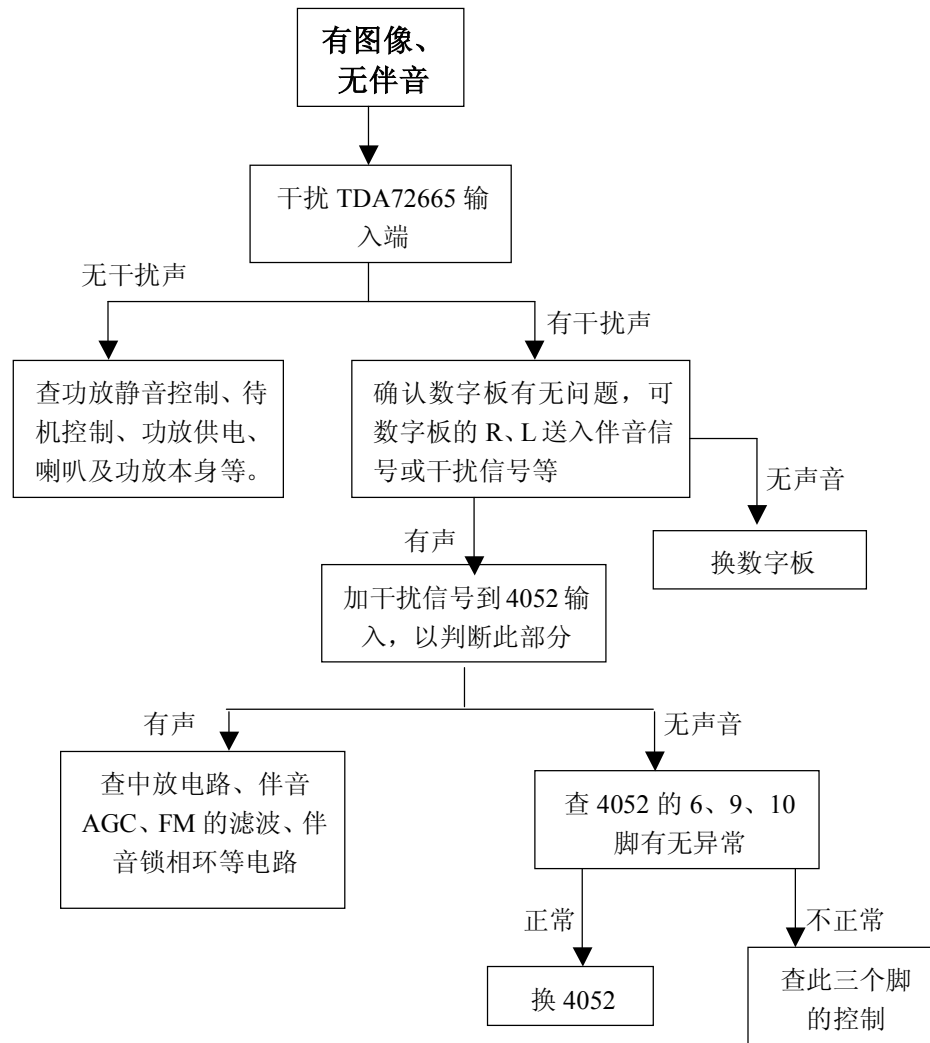 有图像、
无伴音
干扰 TDA72665 输
入端
无干扰声
有干扰声
查功放静音控制、待
机控制、功放供电、
喇叭及功放本身等。
确认数字板有无问题，可
数字板的 R、L 送入伴音信
号或干扰信号等
无声音
换数字板
有声
加干扰信号到 4052 输
入，以判断此部分
有声
无声音
查中放电路、伴音
AGC、FM 的滤波、伴
音锁相环等电路
查 4052 的 6、9、10
脚有无异常
正常
不正常
换 4052
查此三个脚
的控制